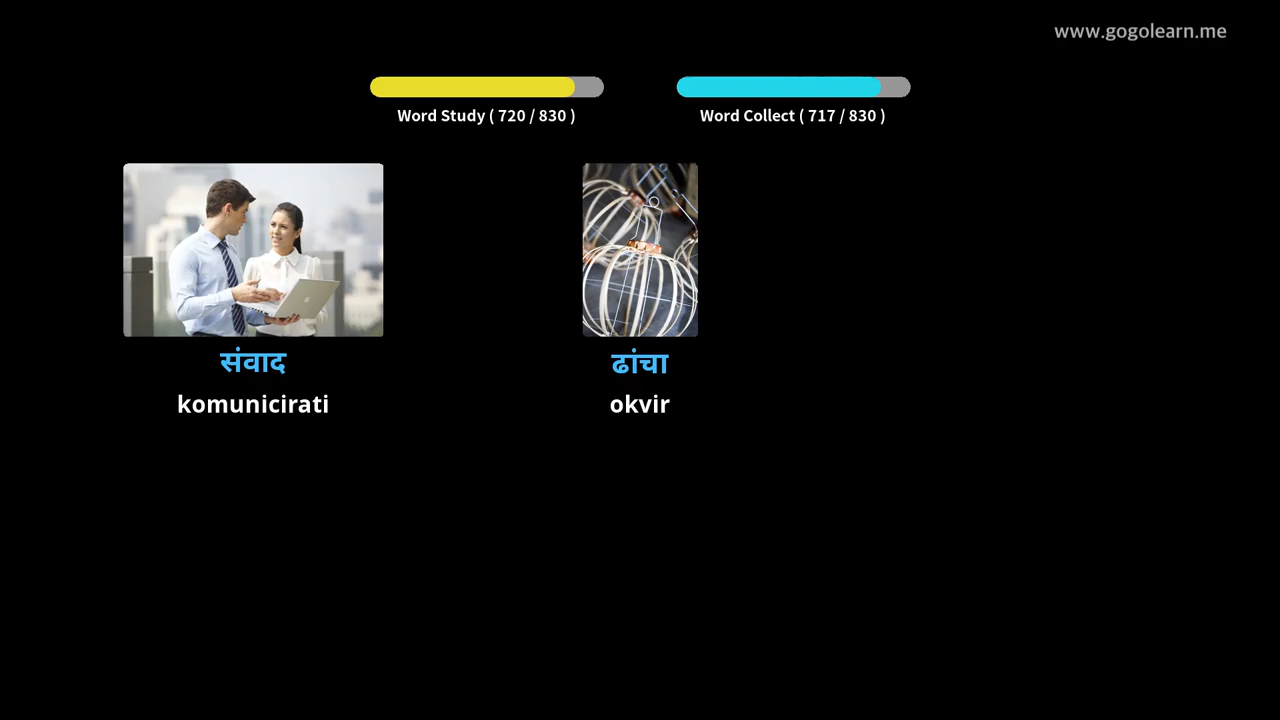 www.gogolearn.me
Word Study ( 720 / 830 )
Word Collect ( 717 / 830 )
संवाद
komunicirati
ढांचा
okvir